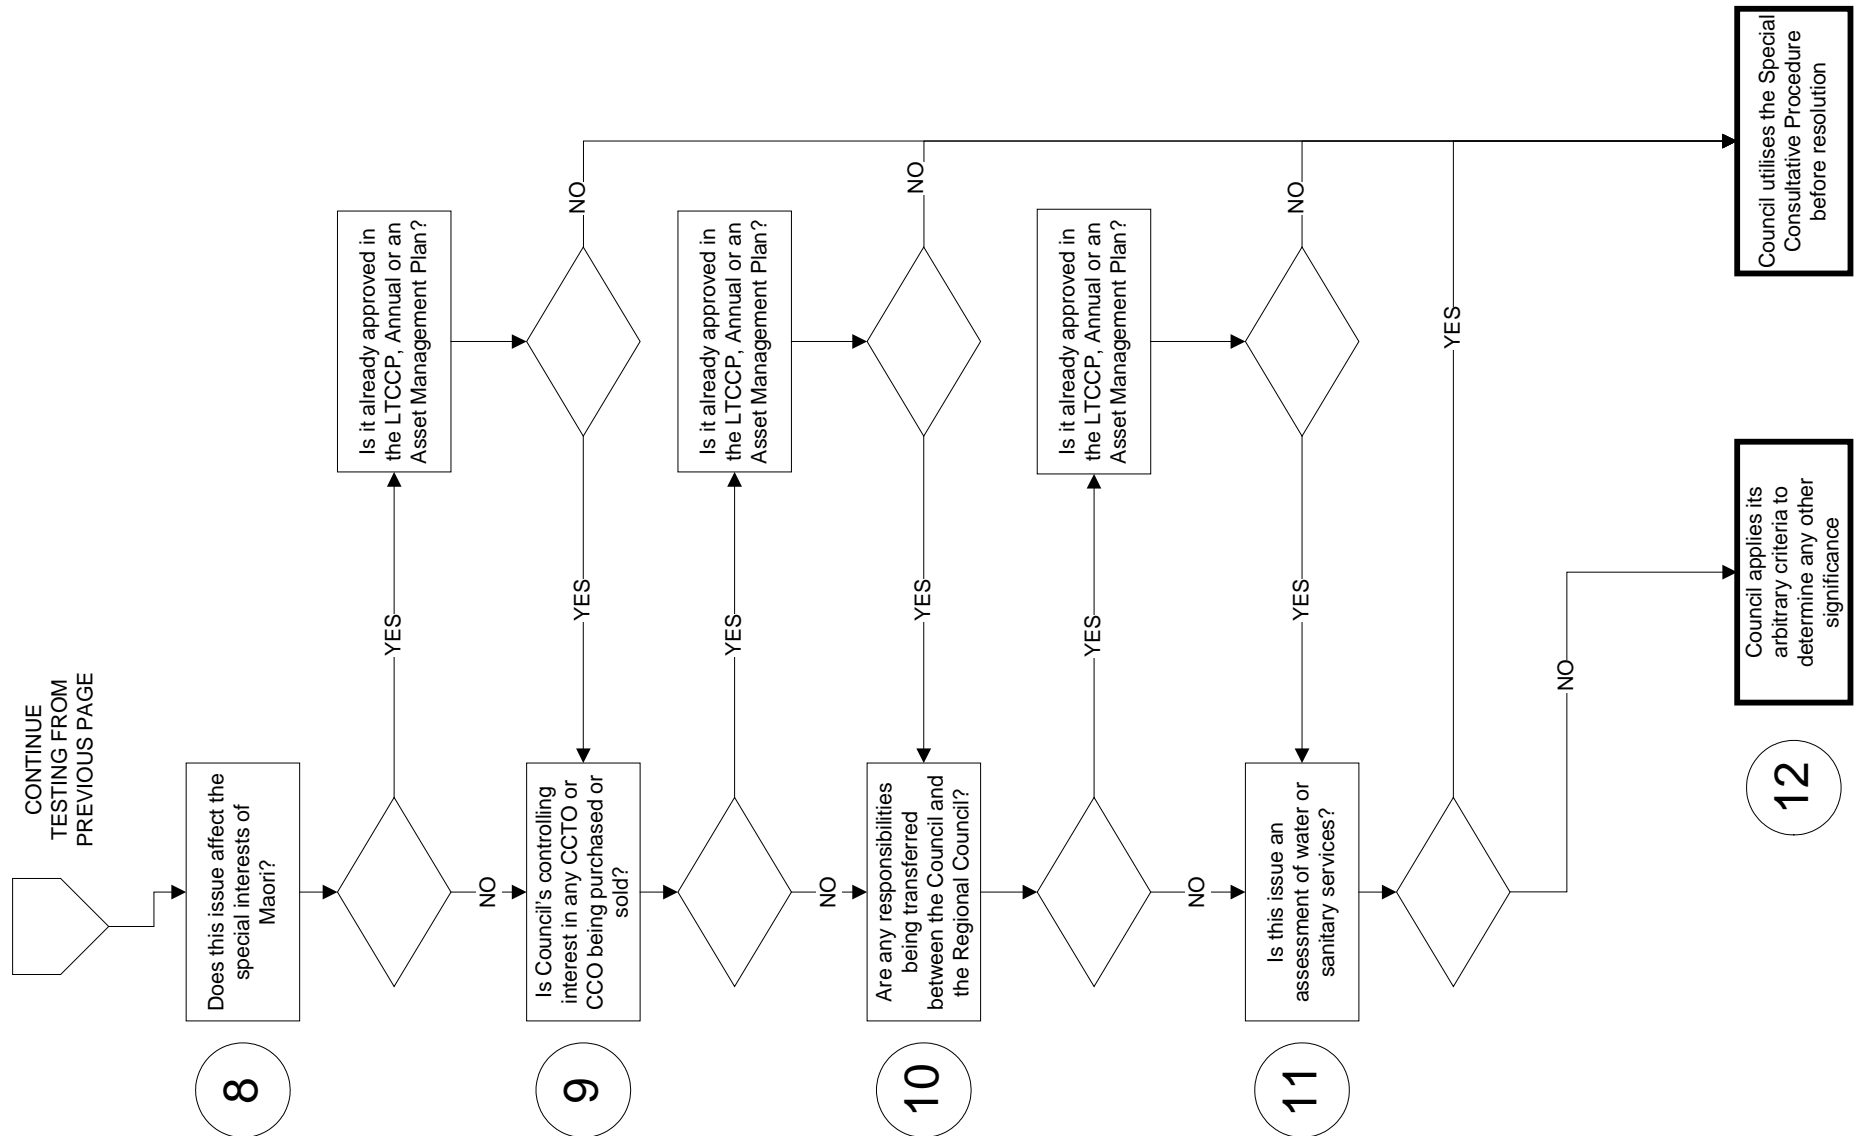 CONTINUE
TESTING FROM
PREVIOUS PAGE
8
Does this issue affect the
special interests of
Maori?
YES
Is it already approved in
the LTCCP, Annual or an
Asset Management Plan?
NO
YES
NO
9
Is Council's controlling
interest in any CCTO or
CCO being purchased or
sold?
YES
Is it already approved in
the LTCCP, Annual or an
Asset Management Plan?
NO
YES
NO
10
Are any responsibilities
being transferred
between the Council and
the Regional Council?
YES
Is it already approved in
the LTCCP, Annual or an
Asset Management Plan?
NO
YES
NO
11
Is this issue an
assessment of water or
sanitary services?
YES
NO
12
Council applies its
arbitrary criteria to
determine any other
significance
Council utilises the Special
Consultative Procedure
before resolution